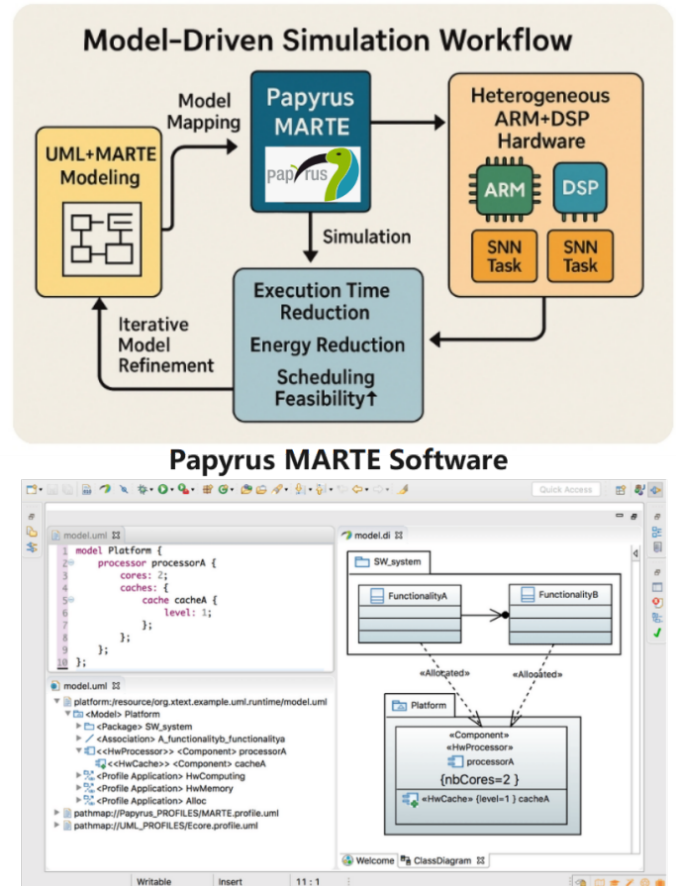 Model-Driven Simulation Workflow
UML+MARTE
Modeling
Model
Mapping
Papyrus
MARTE
papyrus
Simulation
Heterogeneous
ARM+DSP
Hardware
ARM
DSP
SNN
Task
SNN
Task
Execution Time
Reduction
Energy Reduction
Scheduling
Feasibility↑
Iterative
Model
Refinement
Papyrus MARTE Software
Quick Access
model.uml
1 model Platform {
2 processor processorA {
3 cores: 2;
4 caches: {
5 cache cacheA {
6 level: 1;
7 };
8 };
9 };
10 };
model.uml
platform:/resource/org.xtext.example.uml.runtime/model.uml
<Model> Platform
<Package> SW_system
<Association> A_functionalityb_functionalitya
<<HwProcessor>> <Component> processorA
<<HwCache>> <Component> cacheA
<Profile Application> HwComputing
<Profile Application> HwMemory
<Profile Application> Alloc
pathmap://Papyrus_PROFILES/MARTE.profile.uml
pathmap://UML_PROFILES/Ecore.profile.uml
model.di
SW_system
FunctionalityA
FunctionalityB
«Allocated»
«Allocated»
Platform
«Component»
«HwProcessor»
processorA
{nbCores=2 }
«HwCache» {level=1 } cacheA
Welcome
ClassDiagram
Writable
Insert
11 : 1